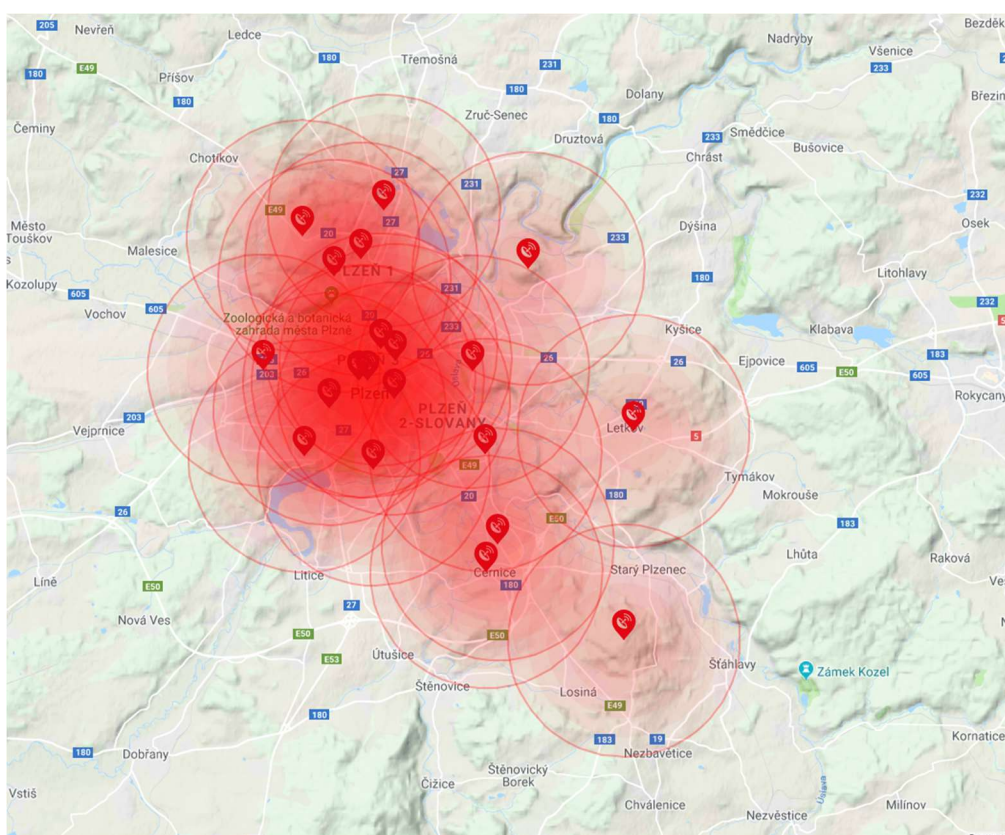 205
Nevřeň
Ledce
Bezděk
Nadryby
Třemošná
180
231
Všenice
233
E49
180
Příšov
180
180
Dolany
Březin
Zruč-Senec
180
Čeminy
Druztová
233
Smědčice
Bušovice
Chotíkov
Chrást
27
231
232
E49
27
Město
Touškov
20
233
Dýšina
Osek
Malesice
PLZEŇ 1
180
Litohlavy
Kozolupy
605
231
232
605
Vochov
Zoologická a botanická
zahrada města Plzně
20
233
Kyšice
Klabava
26
26
Ejpovice
183
605
E50
605
203
26
Plzeň
Rokycany
PLZEŇ
2-SLOVANY
203
Vejprnice
27
Letkov
5
E49
Tymákov
20
180
Mokrouše
26
E50
183
Litice
Černice
Starý Plzenec
Lhůta
Raková
Líně
E50
180
27
Nová Ves
E50
E50
E53
Útušice
Šťáhlavy
Zámek Kozel
Štěnovice
Losiná
E49
180
Kornatice
180
Dobřany
183
19
Nezbavětice
Štěnovický
Borek
Čižice
Vstiš
Úslava
Chválenice
Milínov
Nezvěstice